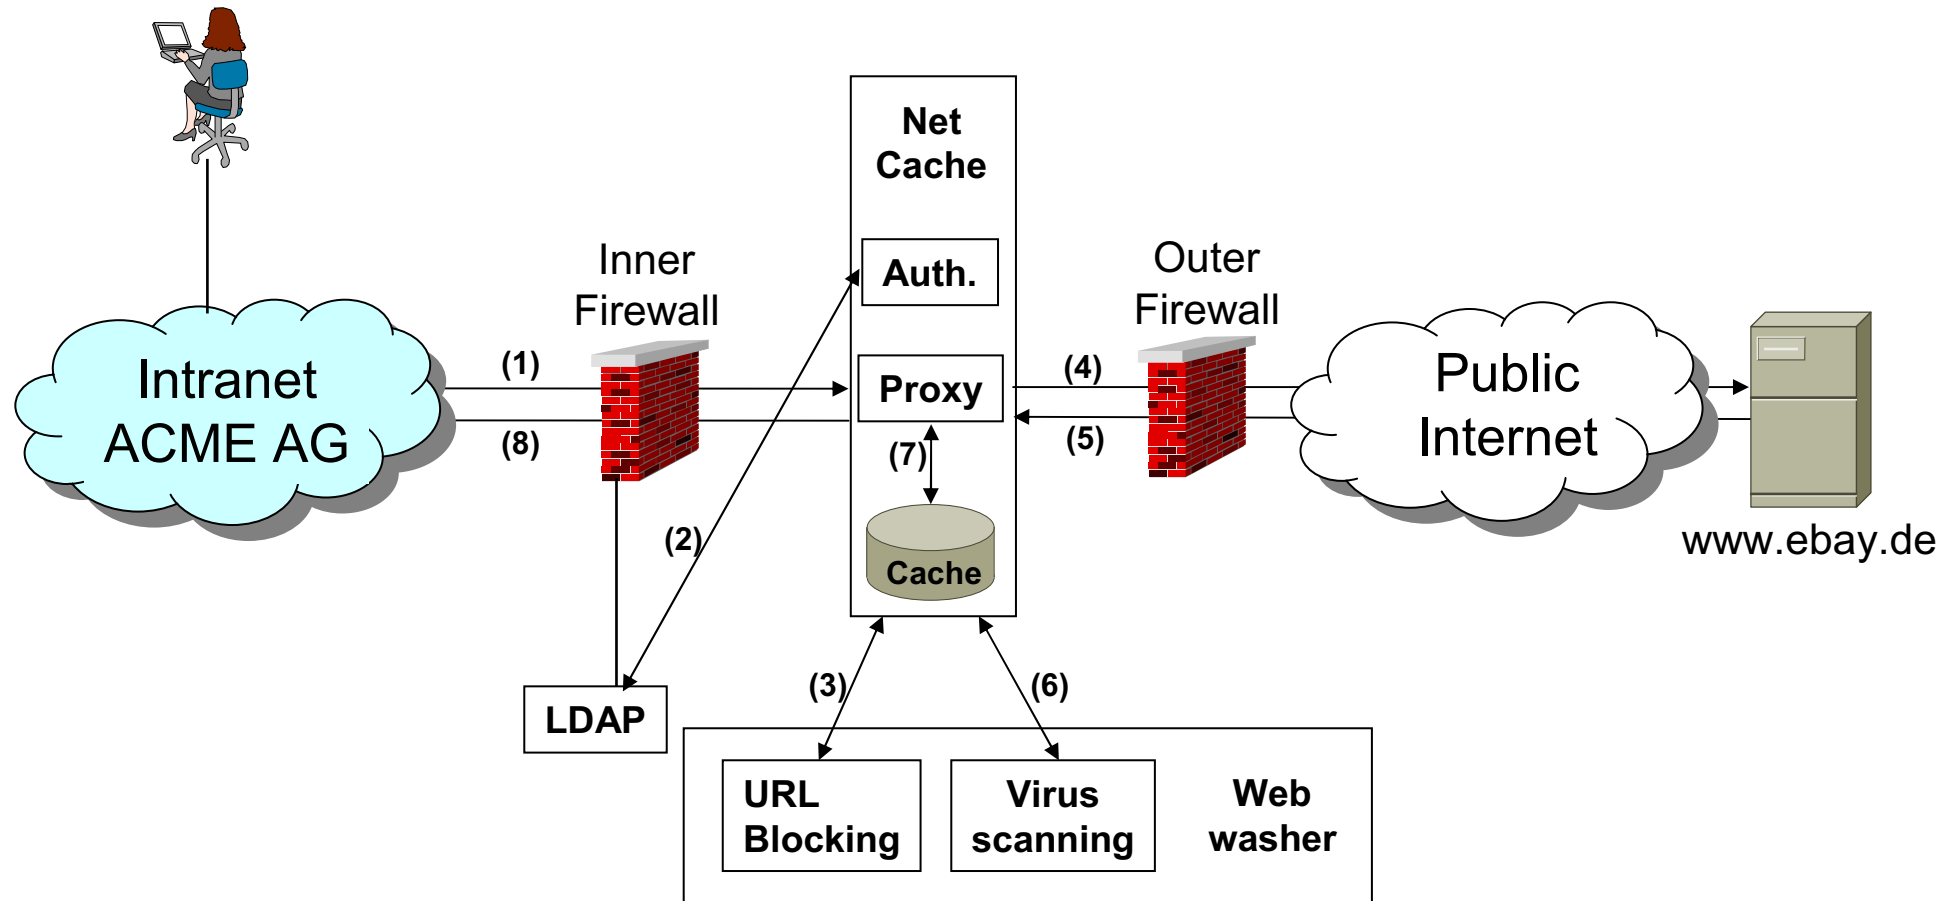 Net
Cache
Inner
Firewall
Auth.
Outer
Firewall
Intranet
ACME AG
(1)
(8)
Proxy
(4)
(5)
Public
Internet
(7)
(2)
Cache
www.ebay.de
(3)
(6)
LDAP
URL
Blocking
Virus
scanning
Web
washer